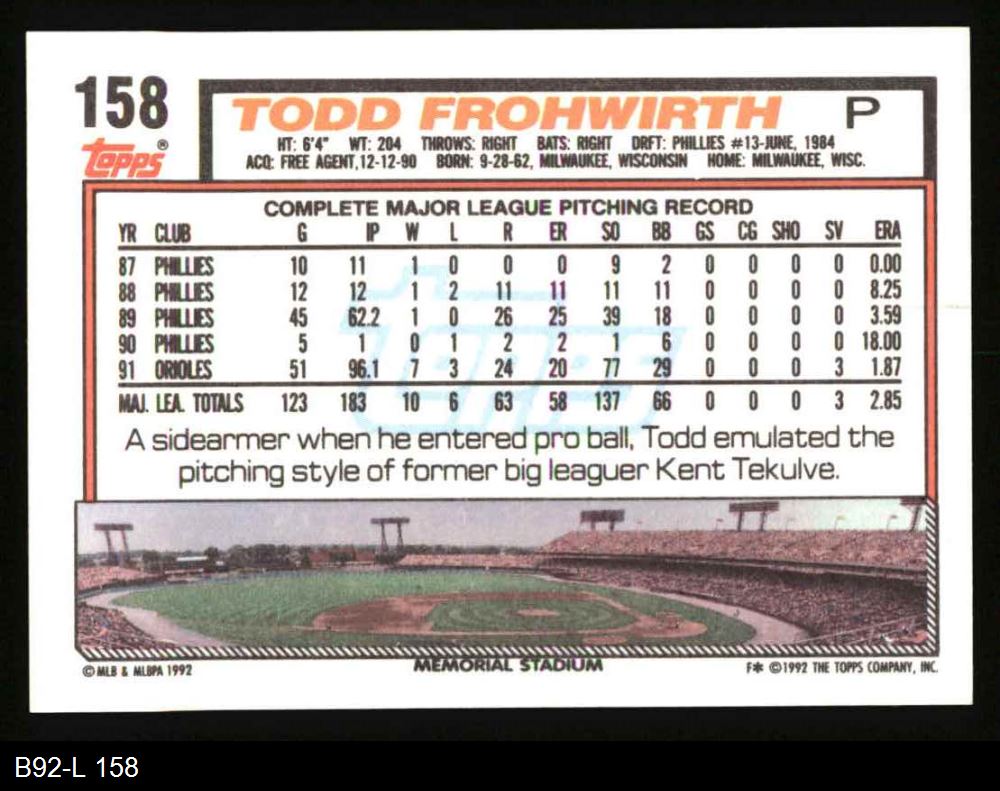 158
TOPPS®
TODD FROHWIRTH P
HT: 6'4" WT: 204 THROWS: RIGHT BATS: RIGHT DRFT: PHILLIES #13-JUNE, 1984
ACQ: FREE AGENT, 12-12-90 BORN: 9-28-62, MILWAUKEE, WISCONSIN HOME: MILWAUKEE, WISC.
COMPLETE MAJOR LEAGUE PITCHING RECORD
YR CLUB G IP W L R ER SO BB GS CG SHO SV ERA
87 PHILLIES 10 11 1 0 0 0 9 2 0 0 0 0 0.00
88 PHILLIES 12 12 1 2 11 11 11 11 0 0 0 0 8.25
89 PHILLIES 45 62.2 1 0 26 25 39 18 0 0 0 0 3.59
90 PHILLIES 5 1 0 1 2 2 1 6 0 0 0 0 18.00
91 ORIOLES 51 96.1 7 3 24 20 77 29 0 0 0 3 1.87
MAJ. LEA. TOTALS 123 183 10 6 63 58 137 66 0 0 0 3 2.85
TOPPS
A sidearmer when he entered pro ball, Todd emulated the
pitching style of former big leaguer Kent Tekulve.
© MLB & MLBPA 1992 MEMORIAL STADIUM F* © 1992 THE TOPPS COMPANY, INC.
B92-L 158